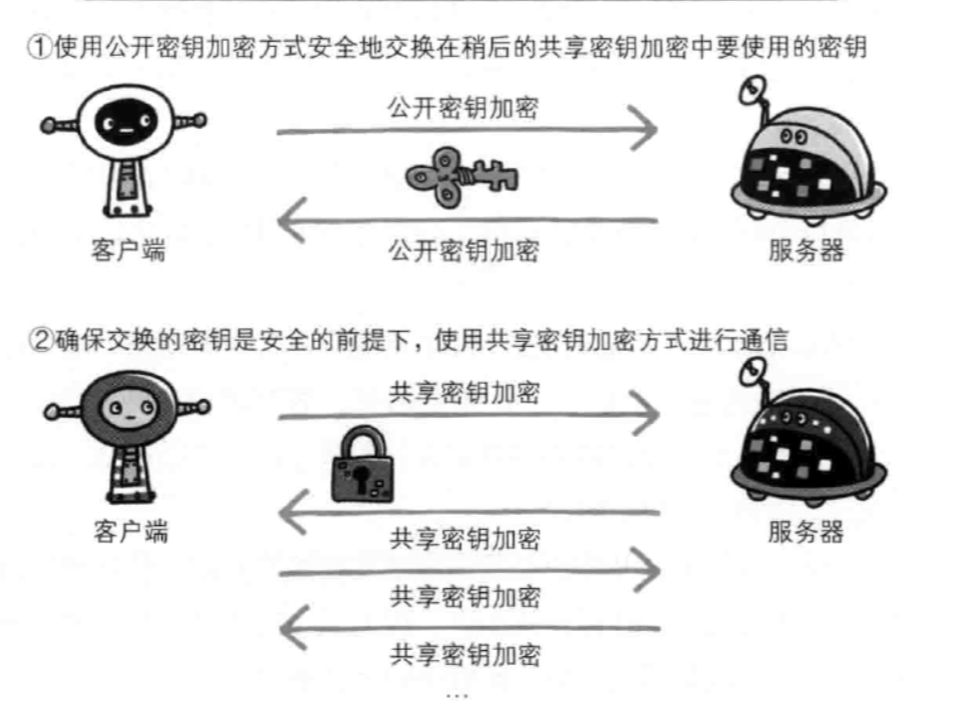 ①使用公开密钥加密方式安全地交换在稍后的共享密钥加密中要使用的密钥
公开密钥加密
公开密钥加密
客户端
服务器
②确保交换的密钥是安全的前提下，使用共享密钥加密方式进行通信
共享密钥加密
客户端
共享密钥加密
服务器
共享密钥加密
共享密钥加密
…